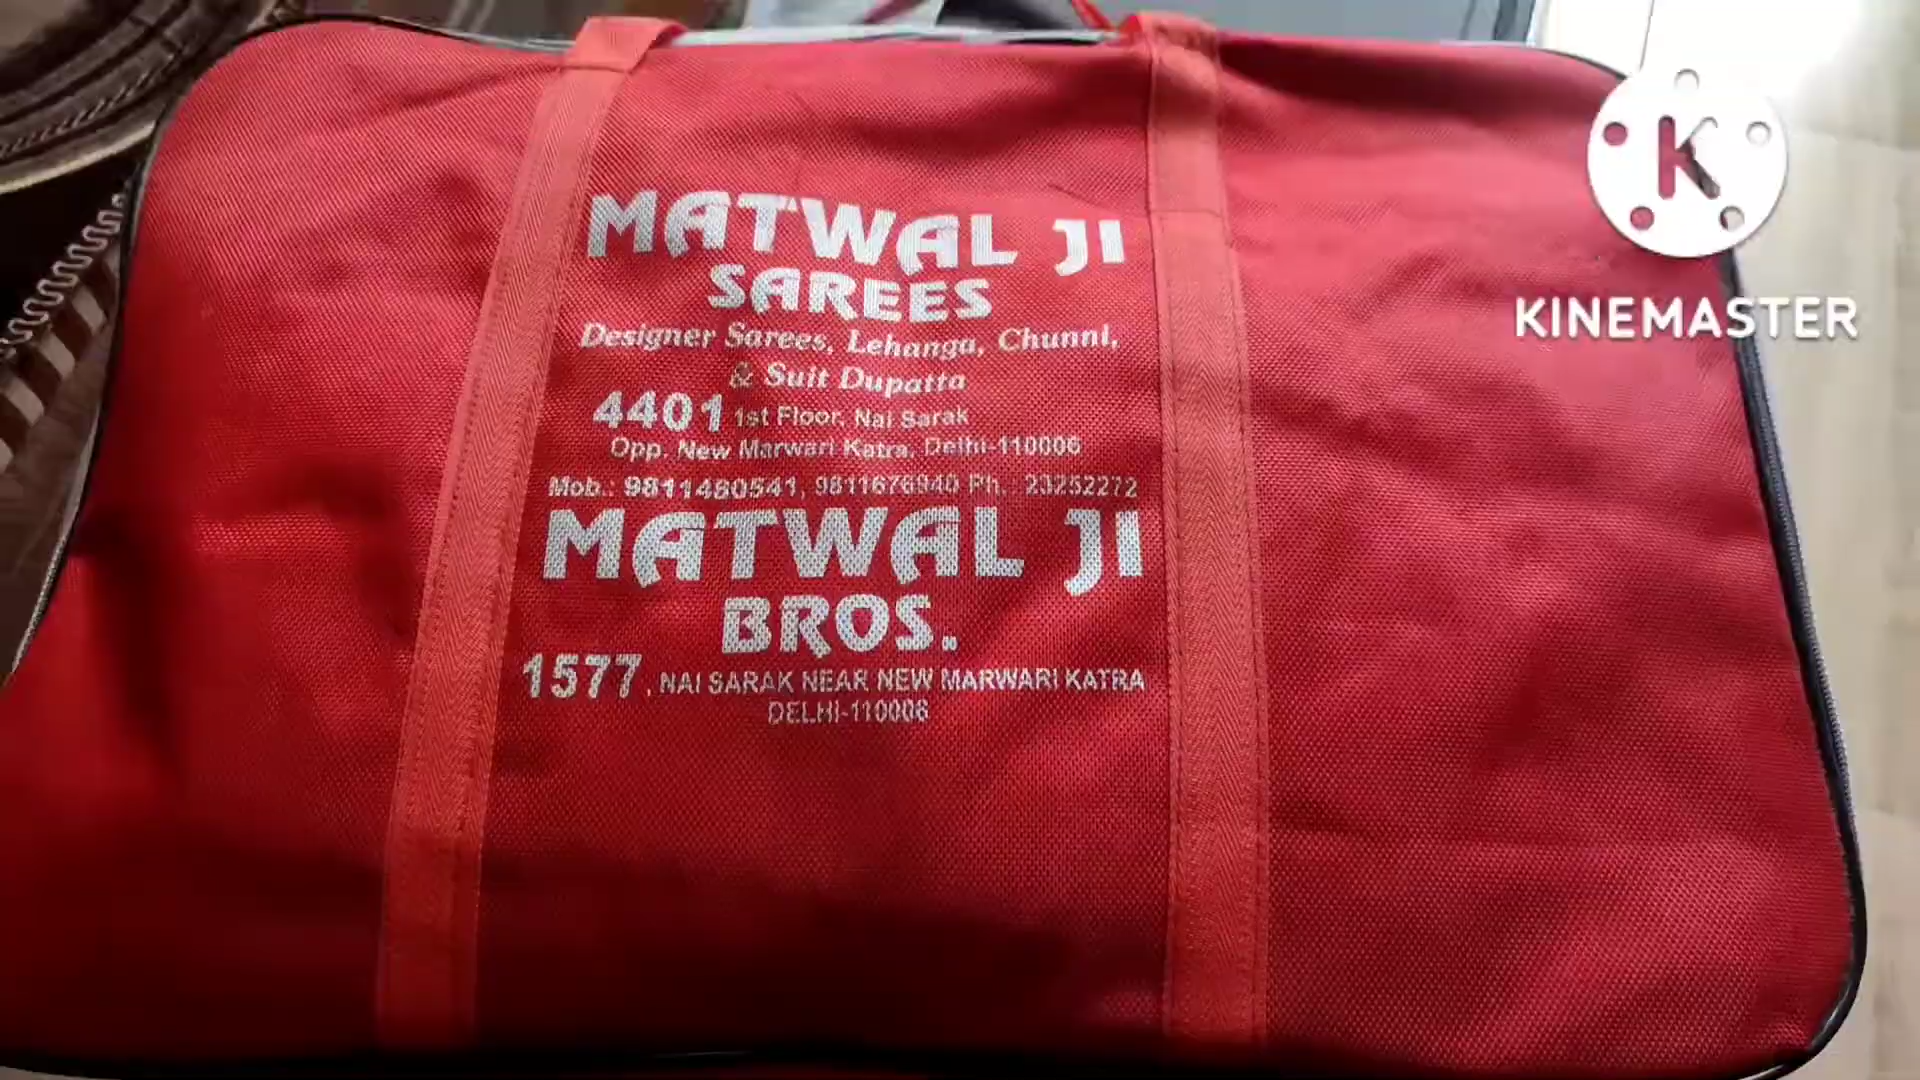 MATWAL JI
SAREES
Designer Sarees, Lehanga, Chunni,
& Suit Dupatta
4401 1st Floor, Nai Sarak
Opp. New Marwari Katra, Delhi-110006
Mob.: 9811480541, 9811676940 Ph.: 23252272
MATWAL JI
BROS.
1577, NAI SARAK NEAR NEW MARWARI KATRA
DELHI-110006
K
KINEMASTER